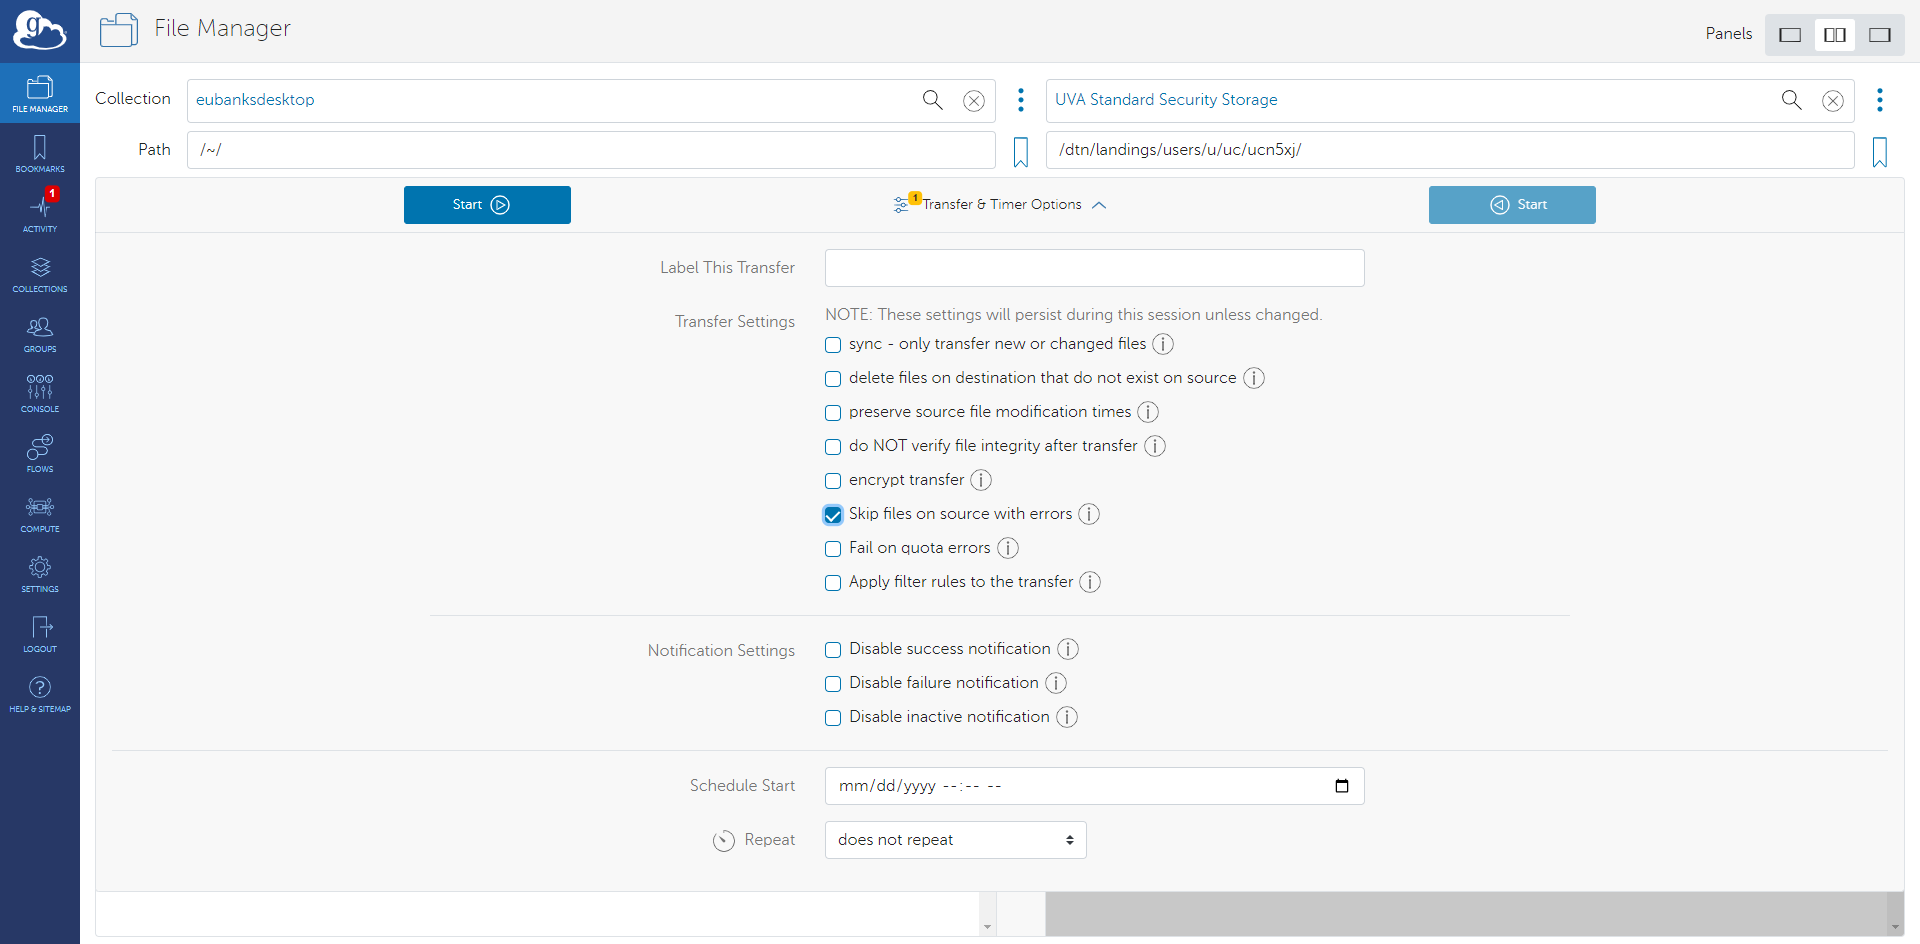 g
File Manager
Panels
FILE MANAGER
BOOKMARKS
1
ACTIVITY
COLLECTIONS
GROUPS
CONSOLE
FLOWS
COMPUTE
SETTINGS
LOGOUT
?
HELP & SITEMAP
Collection
eubanksdesktop
UVA Standard Security Storage
Path
/~/
/dtn/landings/users/u/uc/ucn5xj/
Start
1
Transfer & Timer Options
Start
Label This Transfer
Transfer Settings
NOTE: These settings will persist during this session unless changed.
sync - only transfer new or changed files i
delete files on destination that do not exist on source i
preserve source file modification times i
do NOT verify file integrity after transfer i
encrypt transfer i
Skip files on source with errors i
Fail on quota errors i
Apply filter rules to the transfer i
Notification Settings
Disable success notification i
Disable failure notification i
Disable inactive notification i
Schedule Start
mm/dd/yyyy --:-- --
Repeat
does not repeat